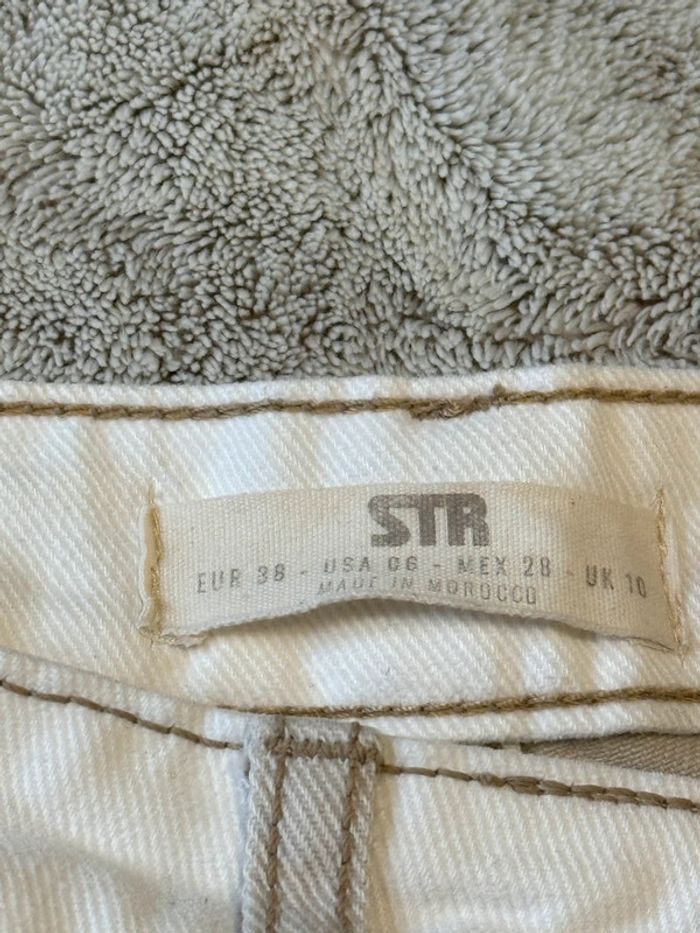 STR
EUR 38 - USA 06 - MEX 28 - UK 10
MADE IN MOROCCO